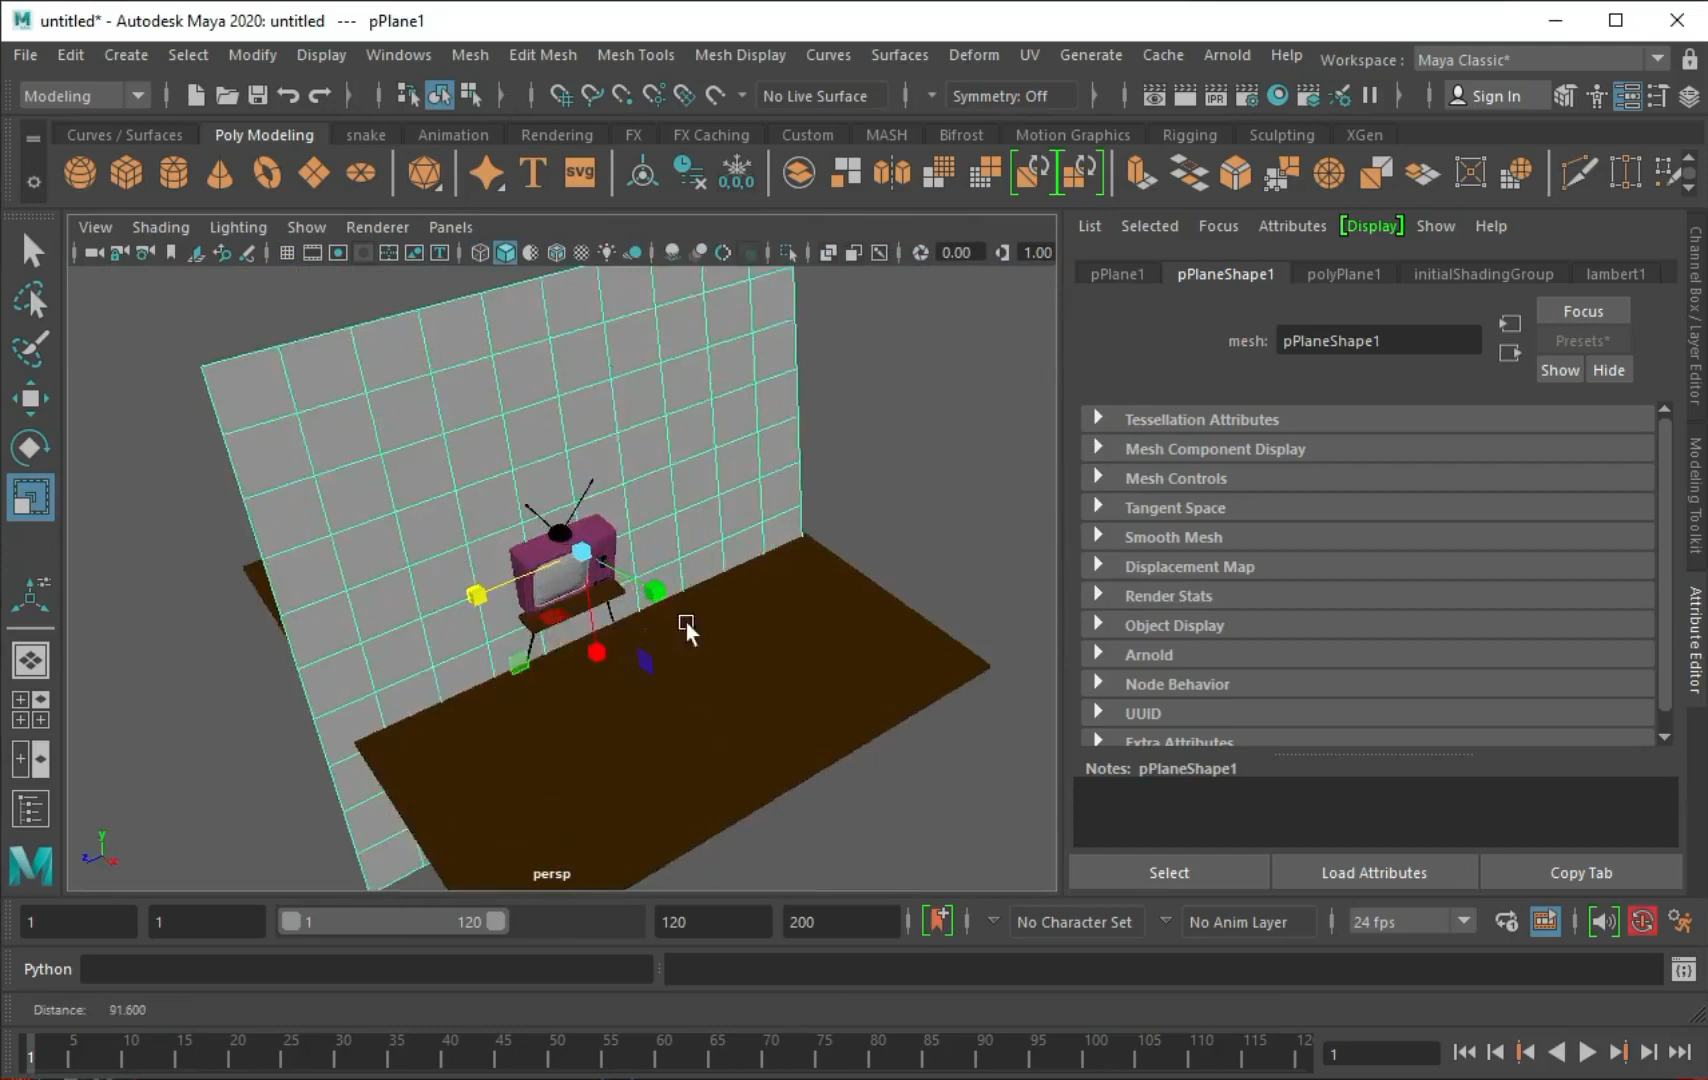 untitled* - Autodesk Maya 2020: untitled --- pPlane1
File Edit Create Select Modify Display Windows Mesh Edit Mesh Mesh Tools Mesh Display Curves Surfaces Deform UV Generate Cache Arnold Help Workspace : Maya Classic*
Modeling No Live Surface Symmetry: Off IPR Sign In
Curves / Surfaces Poly Modeling snake Animation Rendering FX FX Caching Custom MASH Bifrost Motion Graphics Rigging Sculpting XGen
T svg 0,0,0
View Shading Lighting Show Renderer Panels
0.00 1.00
persp
y
z x
List Selected Focus Attributes [Display] Show Help
pPlane1 pPlaneShape1 polyPlane1 initialShadingGroup lambert1
Focus
mesh: pPlaneShape1 Presets*
Show Hide
Tessellation Attributes
Mesh Component Display
Mesh Controls
Tangent Space
Smooth Mesh
Displacement Map
Render Stats
Object Display
Arnold
Node Behavior
UUID
Extra Attributes
Notes: pPlaneShape1
Select Load Attributes Copy Tab
Channel Box / Layer Editor
Modeling Toolkit
Attribute Editor
1 1 1 120 120 200 No Character Set No Anim Layer 24 fps
Python
Distance: 91.600
1 5 10 15 20 25 30 35 40 45 50 55 60 65 70 75 80 85 90 95 100 105 110 115 12 1